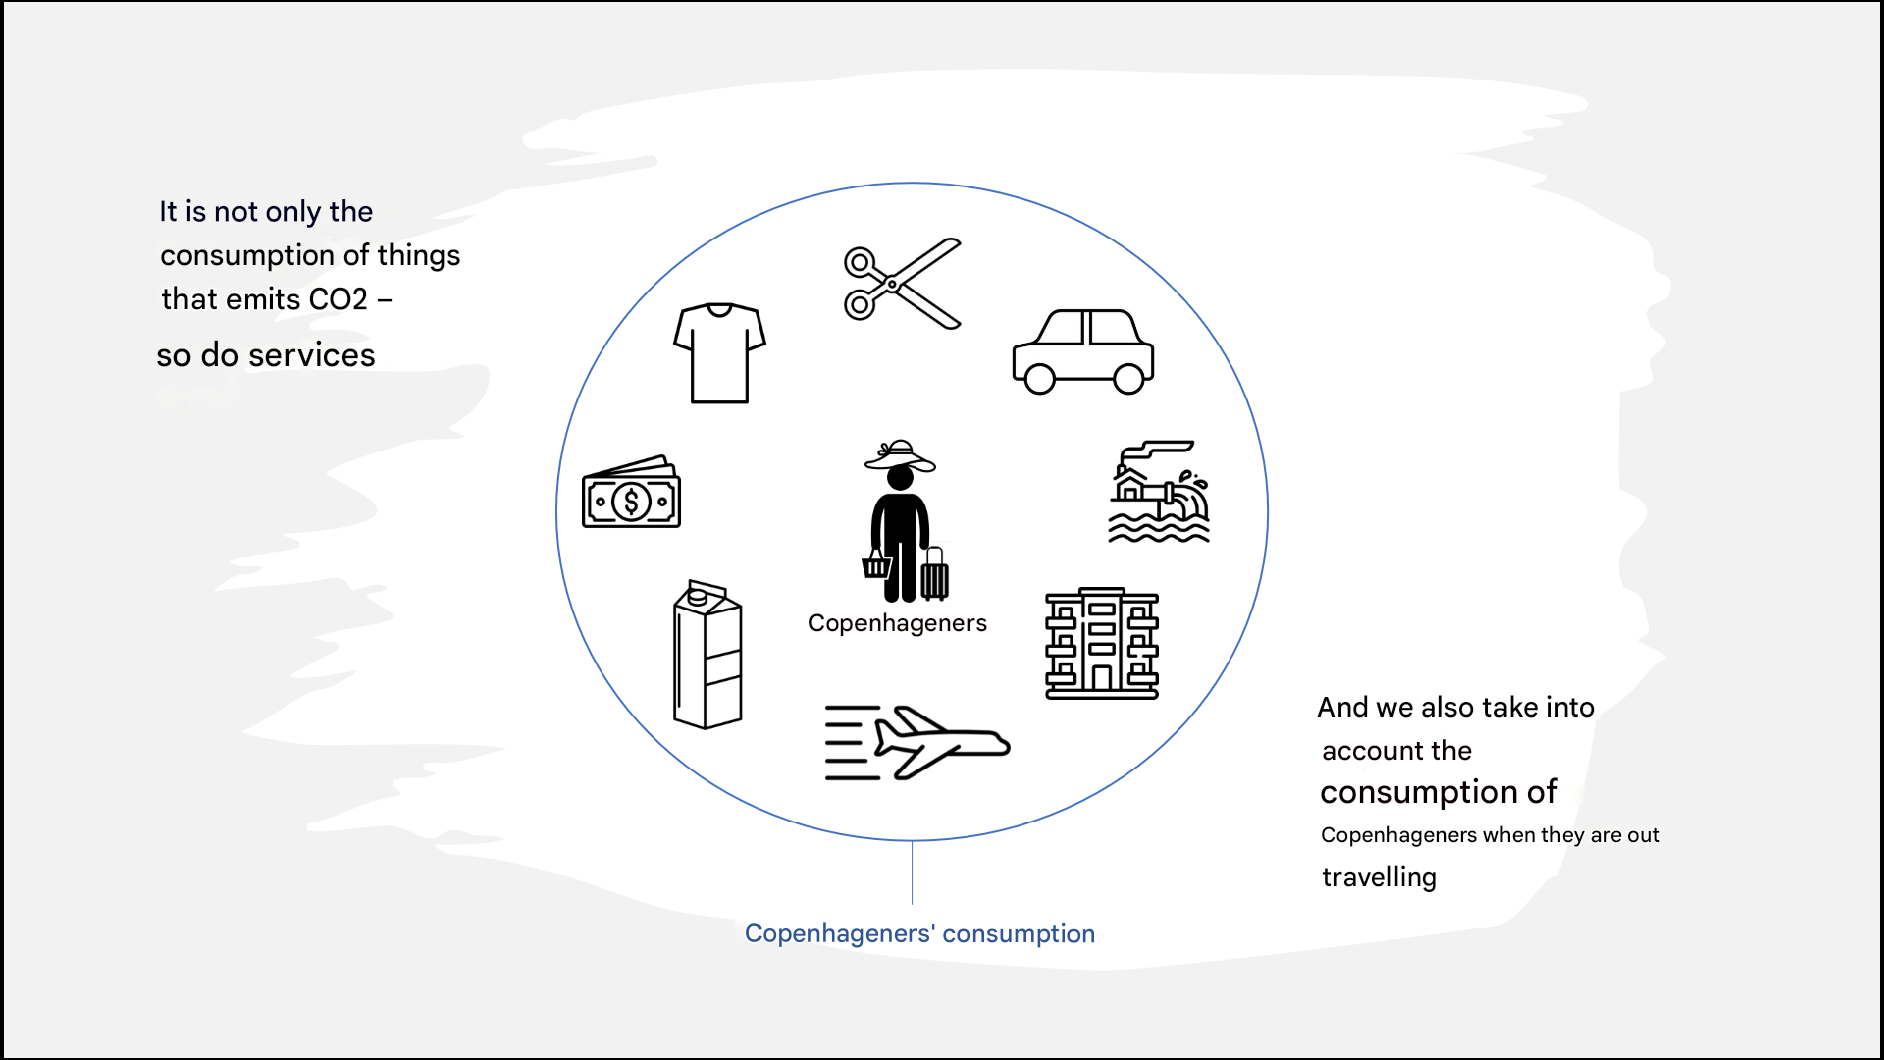 It is not only the
consumption of things
that emits CO2 –
so do services
$
Copenhageners
And we also take into
account the
consumption of
Copenhageners when they are out
travelling
Copenhageners' consumption